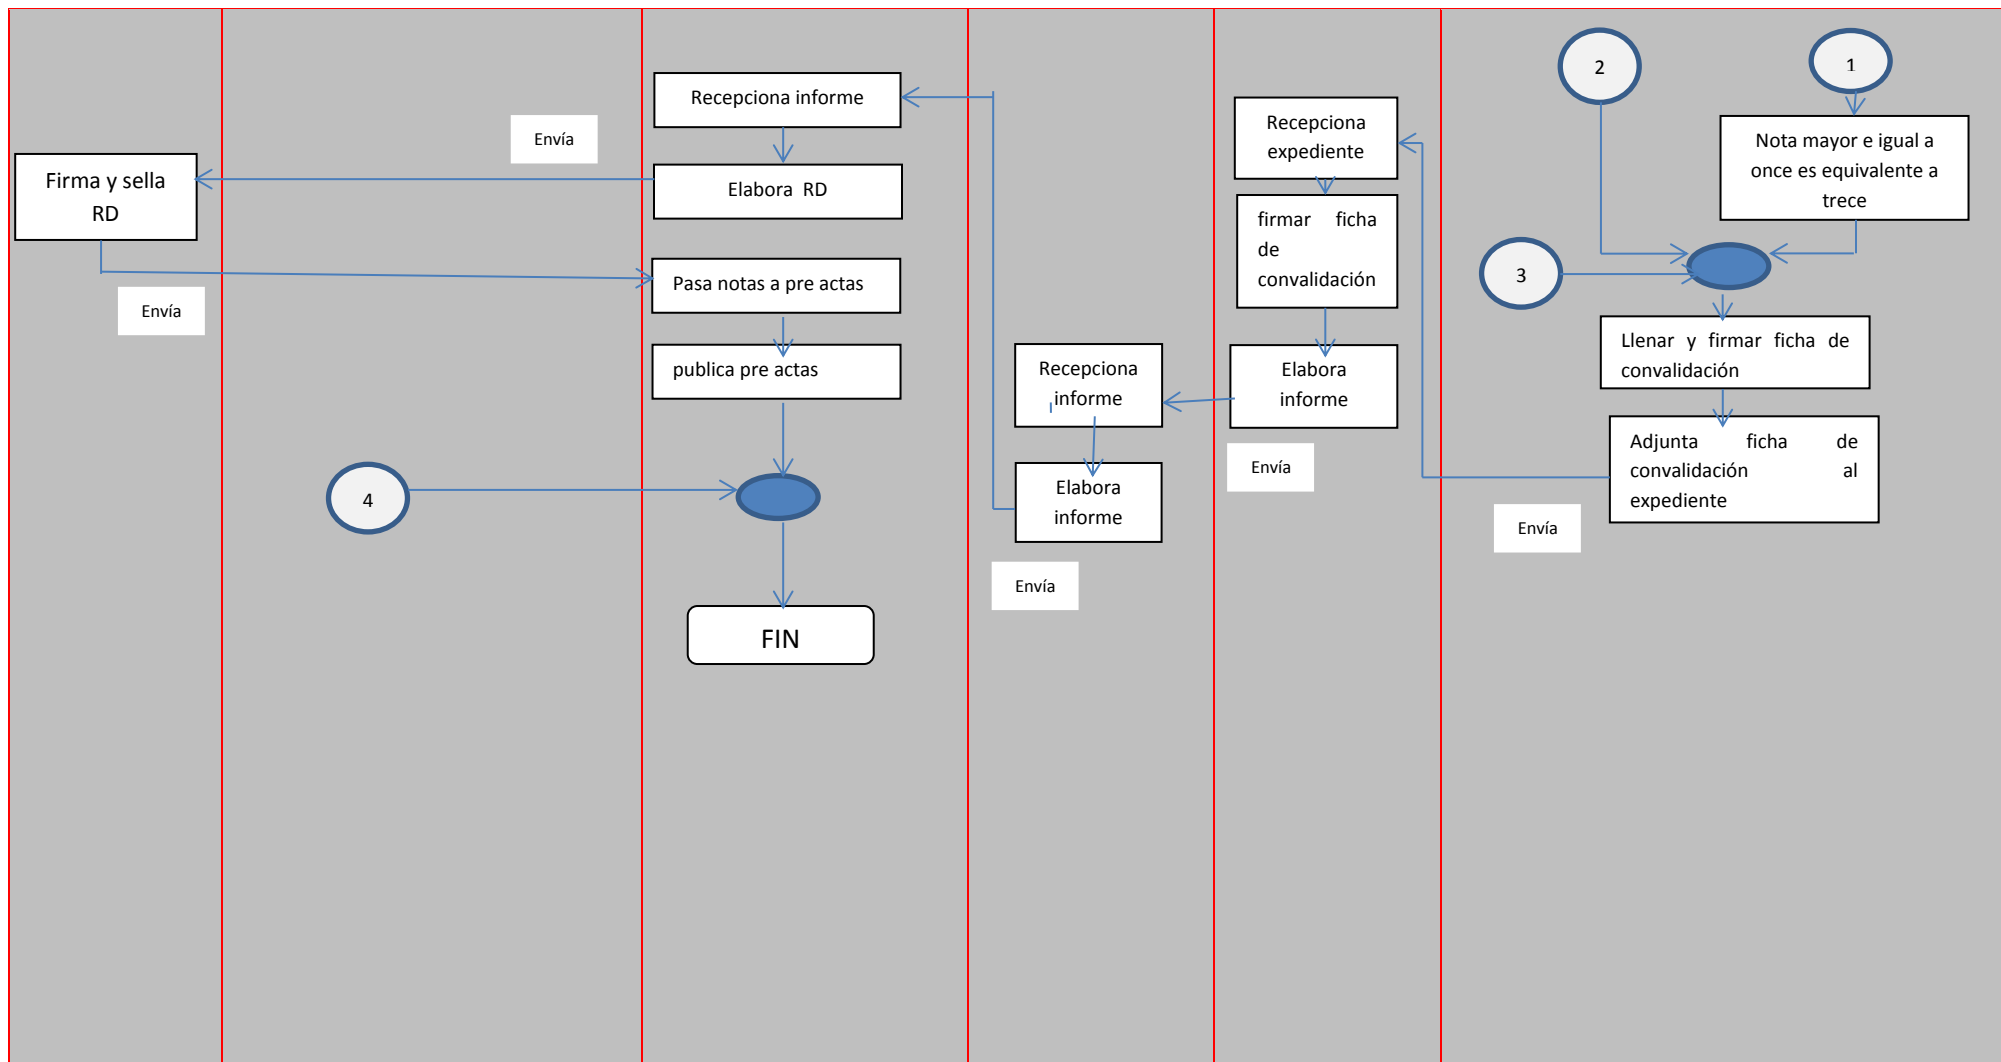 2
1
Nota mayor e igual a
once es equivalente a
trece
3
Llenar y firmar ficha de
convalidación
Adjunta ficha de
convalidación al
expediente
Envía
Recepciona
expediente
firmar ficha
de
convalidación
Elabora
informe
Envía
Recepciona
informe
Elabora
informe
Envía
Recepciona informe
Elabora RD
Envía
Firma y sella
RD
Envía
Pasa notas a pre actas
publica pre actas
4
FIN